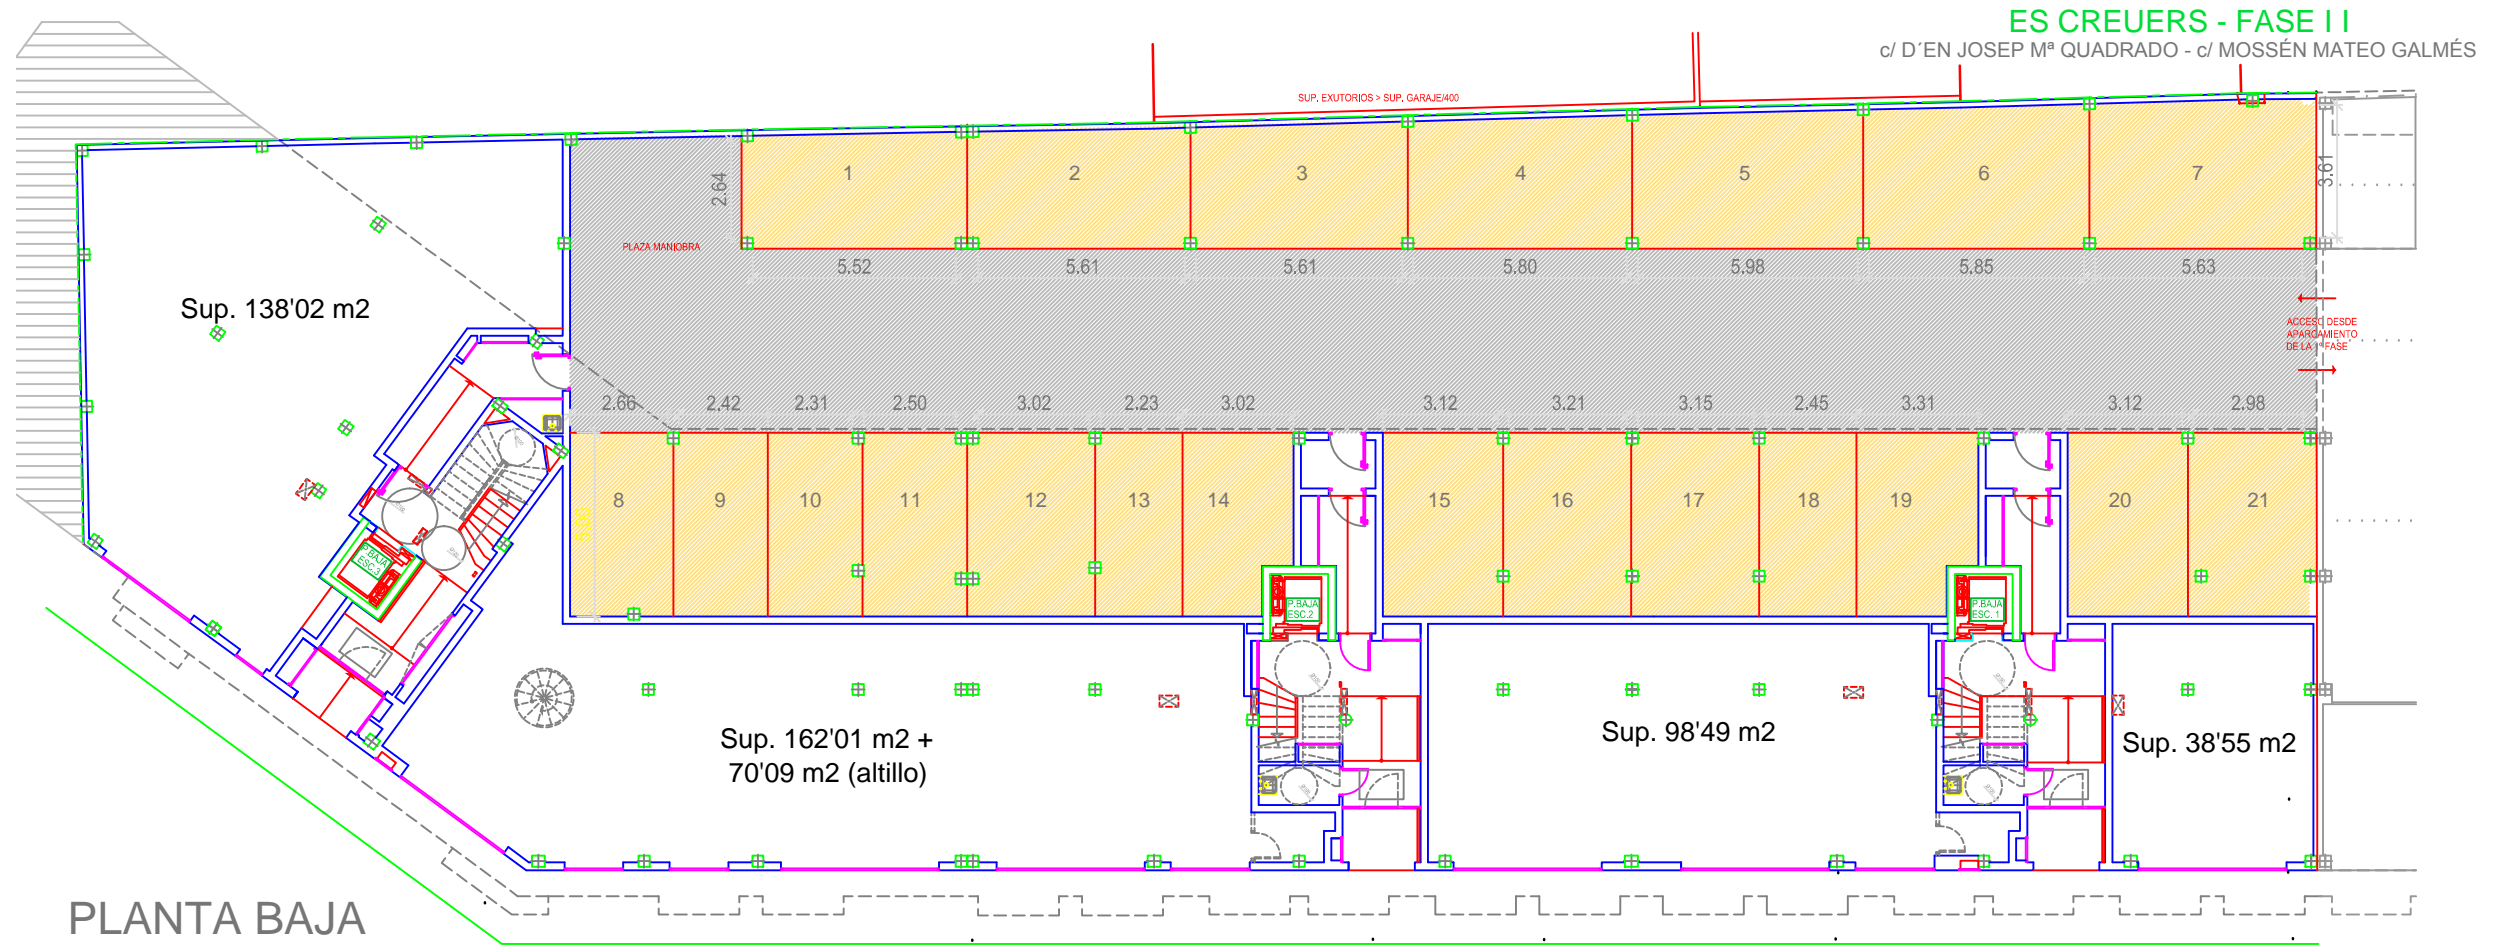 ES CREUERS - FASE I I
c/ D´EN JOSEP Mª QUADRADO - c/ MOSSÉN MATEO GALMÉS
SUP. EXUTORIOS > SUP. GARAJE/400
1
2
3
4
5
6
7
2.64
3.61
PLAZA MANIOBRA
5.52
5.61
5.61
5.80
5.98
5.85
5.63
Sup. 138'02 m2
ACCESO DESDE
APARCAMIENTO
DE LA 1ª FASE
2.66
2.42
2.31
2.50
3.02
2.23
3.02
3.12
3.21
3.15
2.45
3.31
3.12
2.98
8
9
10
11
12
13
14
15
16
17
18
19
20
21
5.00
P.BAJA
ESC.3
P.BAJA
ESC.2
P.BAJA
ESC. 1
Sup. 162'01 m2 +
70'09 m2 (altillo)
Sup. 98'49 m2
Sup. 38'55 m2
PLANTA BAJA